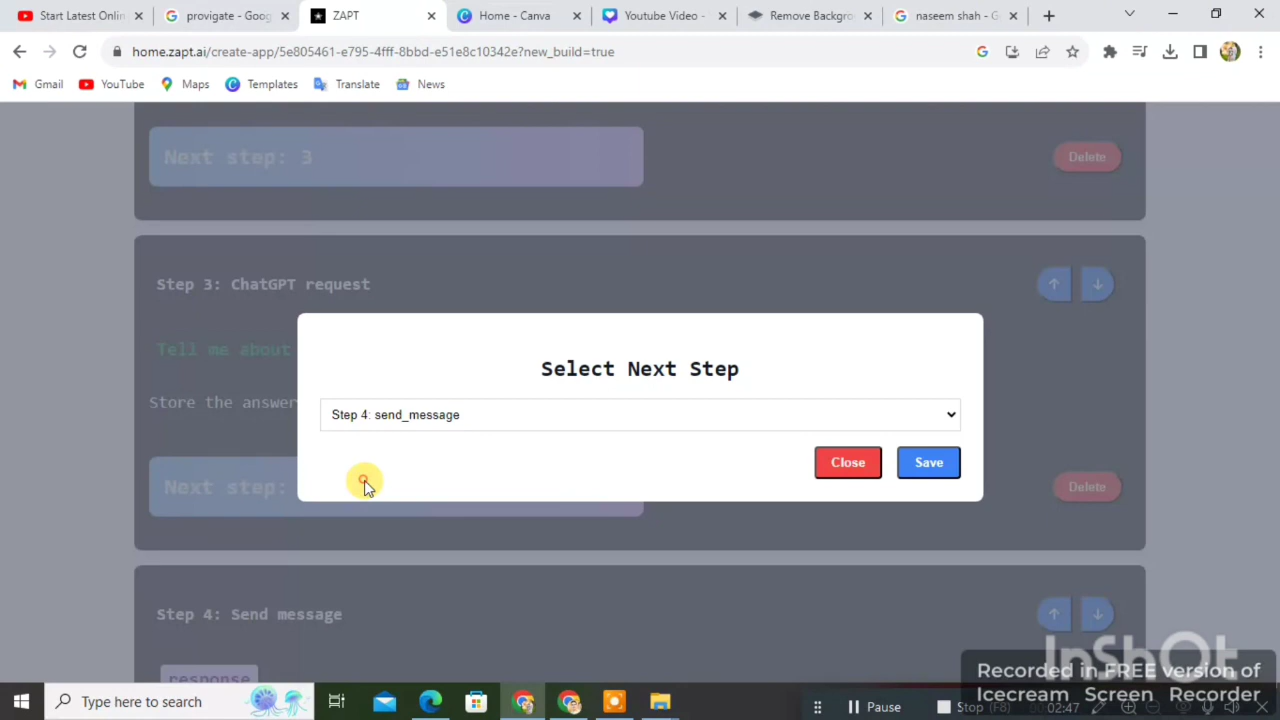 Start Latest Onlin
provigate - Goog
ZAPT
Home - Canva
Youtube Video -
Remove Backgro
naseem shah - G
home.zapt.ai/create-app/5e805461-e795-4fff-8bbd-e51e8c10342e?new_build=true
Gmail
YouTube
Maps
Templates
Translate
News
Next step: 3
Delete
Step 3: ChatGPT request
Tell me about
Store the answer
Select Next Step
Step 4: send_message
Close
Save
Next step:
Delete
Step 4: Send message
response
InShOt
Recorded in FREE version of
Icecream Screen Recorder
Type here to search
Pause
Stop (F8)
02:47